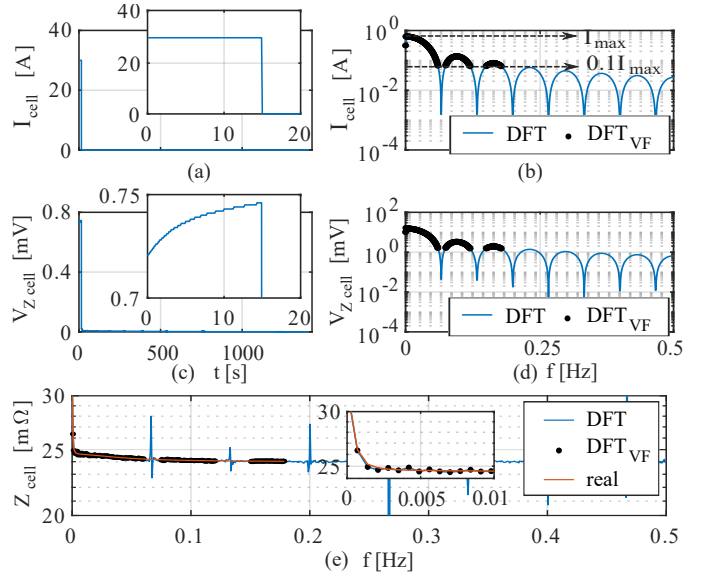 40
30
20
10
0
I_cell [A]
40
20
0
0 10 20
(a)
10^0
10^-2
10^-4
I_cell [A]
I_max
0.1I_max
DFT DFT_VF
(b)
0.8
0.4
0
V_Z cell [mV]
0.75
0.7
0 10 20
0 500 1000
(c) t [s]
10^2
10^0
10^-2
10^-4
V_Z cell [mV]
DFT DFT_VF
0 0.25 0.5
(d) f [Hz]
30
25
20
Z_cell [mΩ]
30
25
0 0.005 0.01
DFT
DFT_VF
real
0 0.1 0.2 0.3 0.4 0.5
(e) f [Hz]